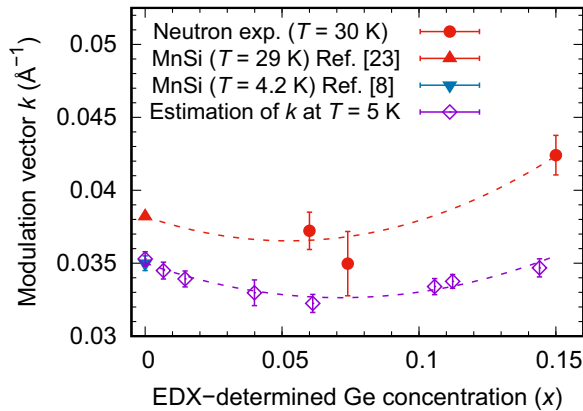 Neutron exp. (T = 30 K)
MnSi (T = 29 K) Ref. [23]
MnSi (T = 4.2 K) Ref. [8]
Estimation of k at T = 5 K
Modulation vector k (Å⁻¹)
0.05
0.045
0.04
0.035
0.03
0
0.05
0.1
0.15
EDX−determined Ge concentration (x)